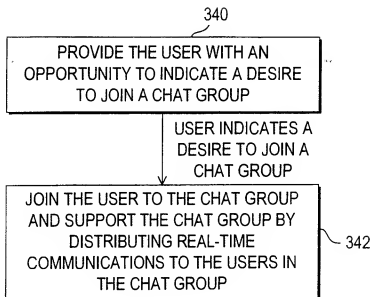 340
PROVIDE THE USER WITH AN
OPPORTUNITY TO INDICATE A DESIRE
TO JOIN A CHAT GROUP
USER INDICATES A
DESIRE TO JOIN A
CHAT GROUP
JOIN THE USER TO THE CHAT GROUP
AND SUPPORT THE CHAT GROUP BY
DISTRIBUTING REAL-TIME
COMMUNICATIONS TO THE USERS IN
THE CHAT GROUP
342